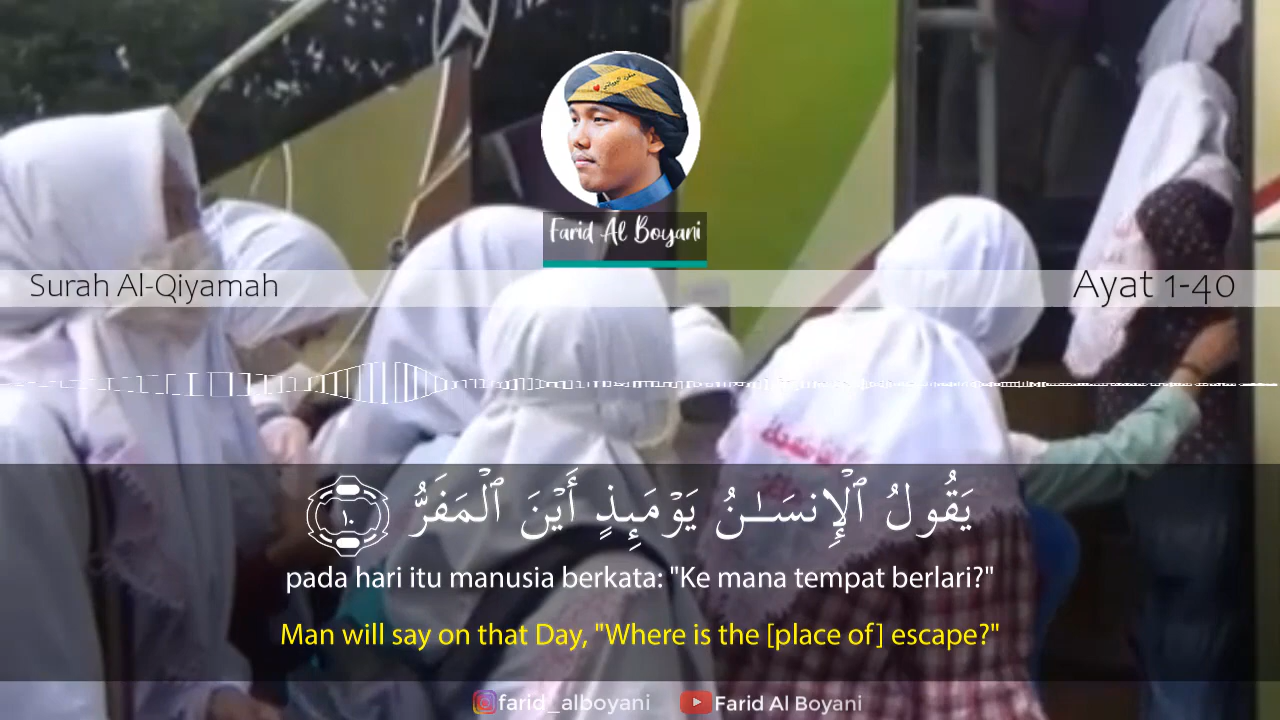 Farid Al Boyani
Surah Al-Qiyamah
Ayat 1-40
يَقُولُ ٱلْإِنسَـٰنُ يَوْمَئِذٍ أَيْنَ ٱلْمَفَرُّ ١٠
pada hari itu manusia berkata: "Ke mana tempat berlari?"
Man will say on that Day, "Where is the [place of] escape?"
farid_alboyani
Farid Al Boyani